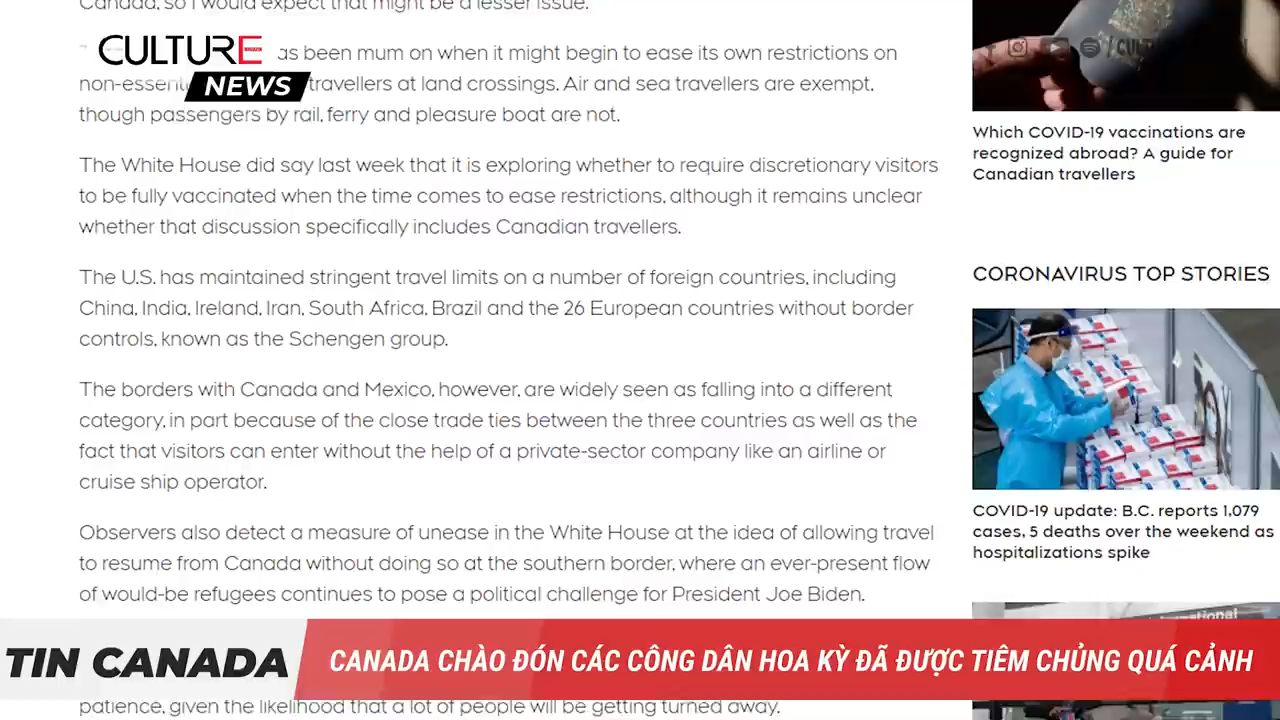 Canada, so I would expect that might be a lesser issue.
CULTURE
NEWS
as been mum on when it might begin to ease its own restrictions on
travellers at land crossings. Air and sea travellers are exempt,
though passengers by rail, ferry and pleasure boat are not.
The White House did say last week that it is exploring whether to require discretionary visitors
to be fully vaccinated when the time comes to ease restrictions, although it remains unclear
whether that discussion specifically includes Canadian travellers.
The U.S. has maintained stringent travel limits on a number of foreign countries, including
China, India, Ireland, Iran, South Africa, Brazil and the 26 European countries without border
controls, known as the Schengen group.
The borders with Canada and Mexico, however, are widely seen as falling into a different
category, in part because of the close trade ties between the three countries as well as the
fact that visitors can enter without the help of a private-sector company like an airline or
cruise ship operator.
Observers also detect a measure of unease in the White House at the idea of allowing travel
to resume from Canada without doing so at the southern border, where an ever-present flow
of would-be refugees continues to pose a political challenge for President Joe Biden.
patience, given the likelihood that a lot of people will be getting turned away.
Which COVID-19 vaccinations are
recognized abroad? A guide for
Canadian travellers
CORONAVIRUS TOP STORIES
COVID-19 update: B.C. reports 1,079
cases, 5 deaths over the weekend as
hospitalizations spike
TIN CANADA
CANADA CHÀO ĐÓN CÁC CÔNG DÂN HOA KỲ ĐÃ ĐƯỢC TIÊM CHỦNG QUÁ CẢNH